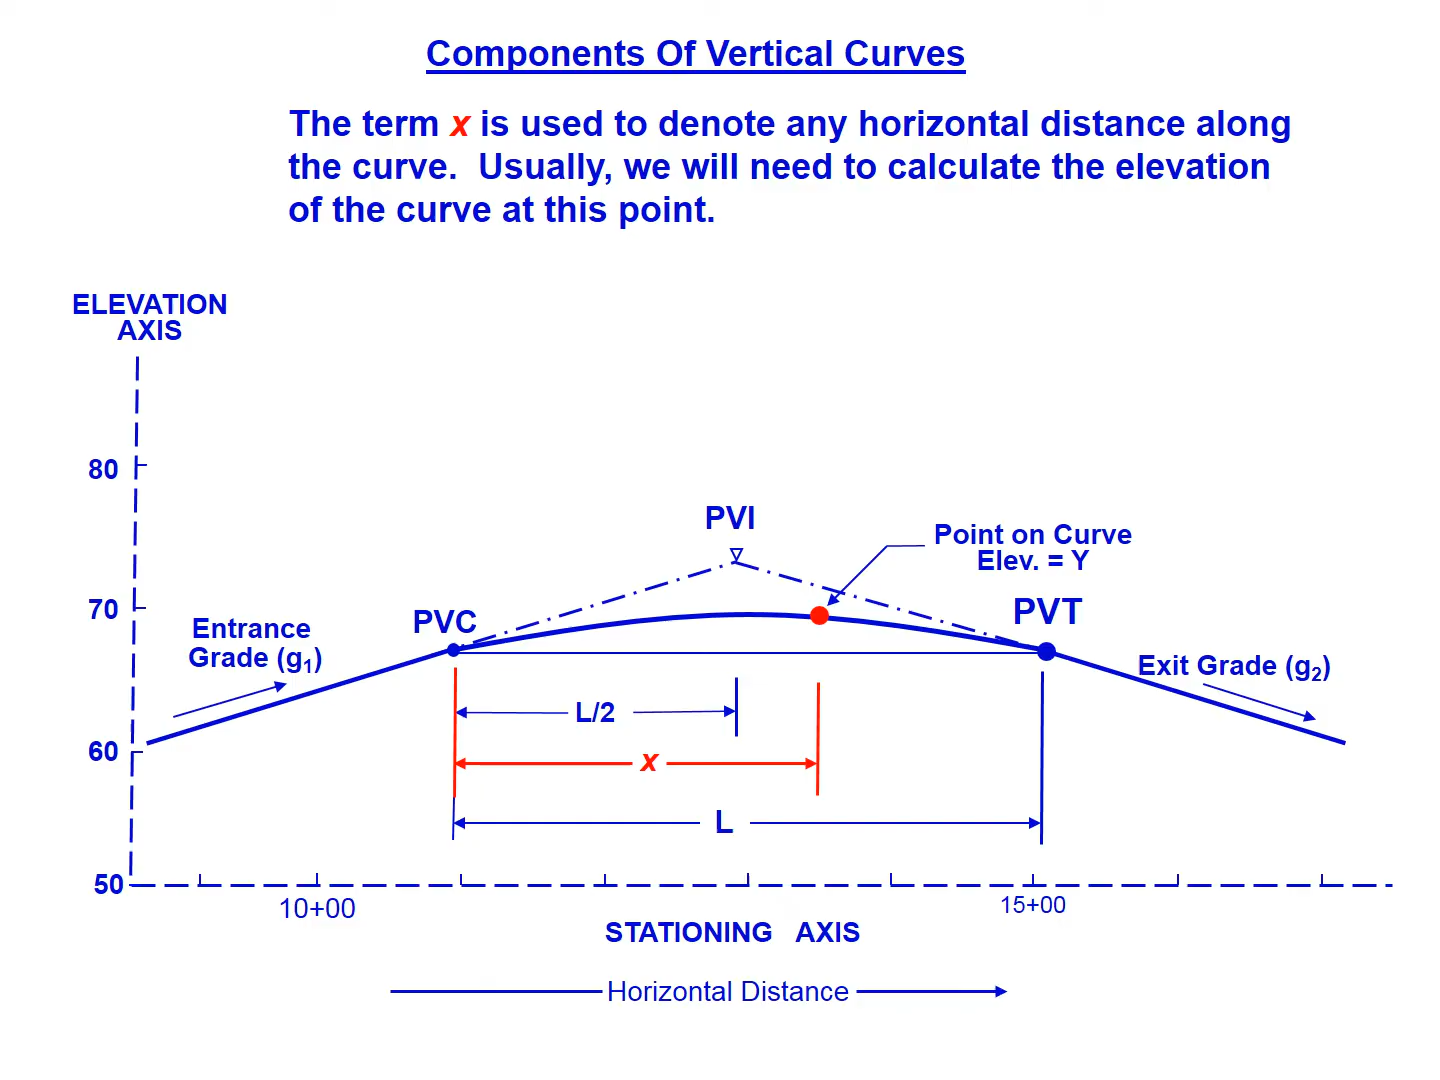 Components Of Vertical Curves
The term x is used to denote any horizontal distance along
the curve.  Usually, we will need to calculate the elevation
of the curve at this point.
ELEVATION
AXIS
80
PVI
Point on Curve
Elev. = Y
70
PVT
PVC
Entrance
Grade (g1)
Exit Grade (g2)
L/2
60
x
L
50
10+00
15+00
STATIONING   AXIS
Horizontal Distance